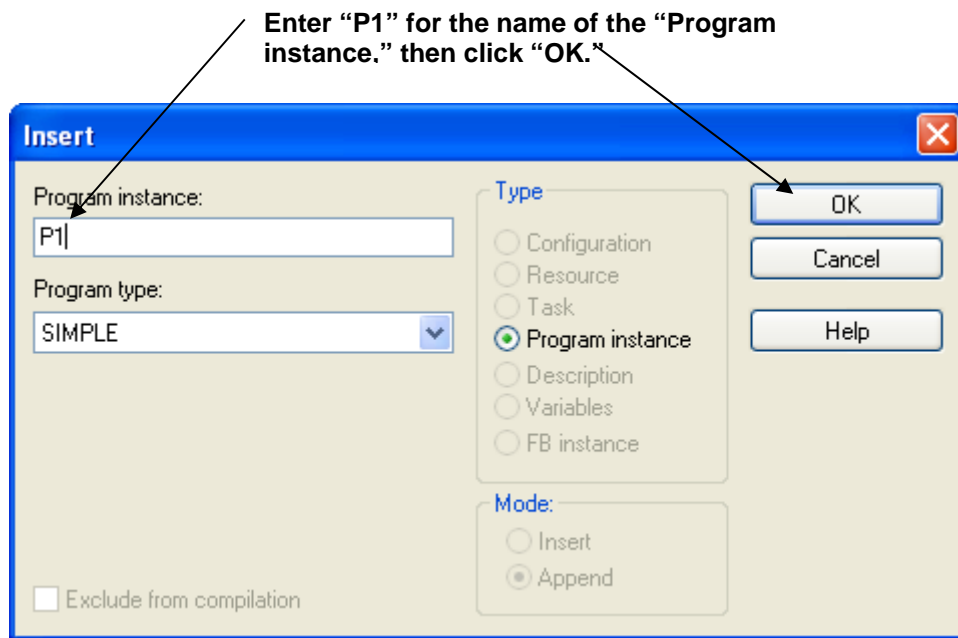 Enter “P1” for the name of the “Program
instance,” then click “OK.”
Insert
Program instance:
P1
Program type:
SIMPLE
Exclude from compilation
Type
Configuration
Resource
Task
Program instance
Description
Variables
FB instance
Mode:
Insert
Append
OK
Cancel
Help